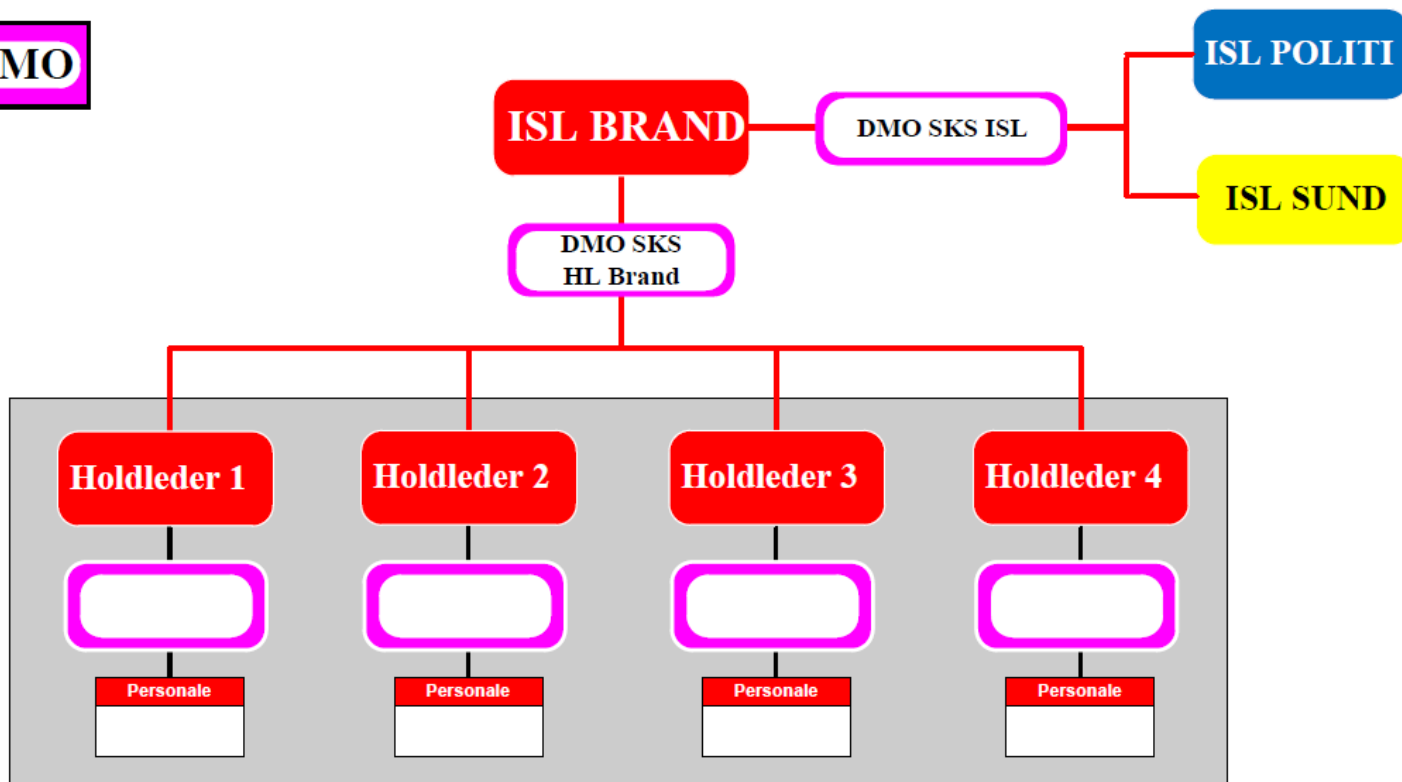 MO
ISL POLITI
ISL BRAND
DMO SKS ISL
ISL SUND
DMO SKS
HL Brand
Holdleder 1
Holdleder 2
Holdleder 3
Holdleder 4
Personale
Personale
Personale
Personale